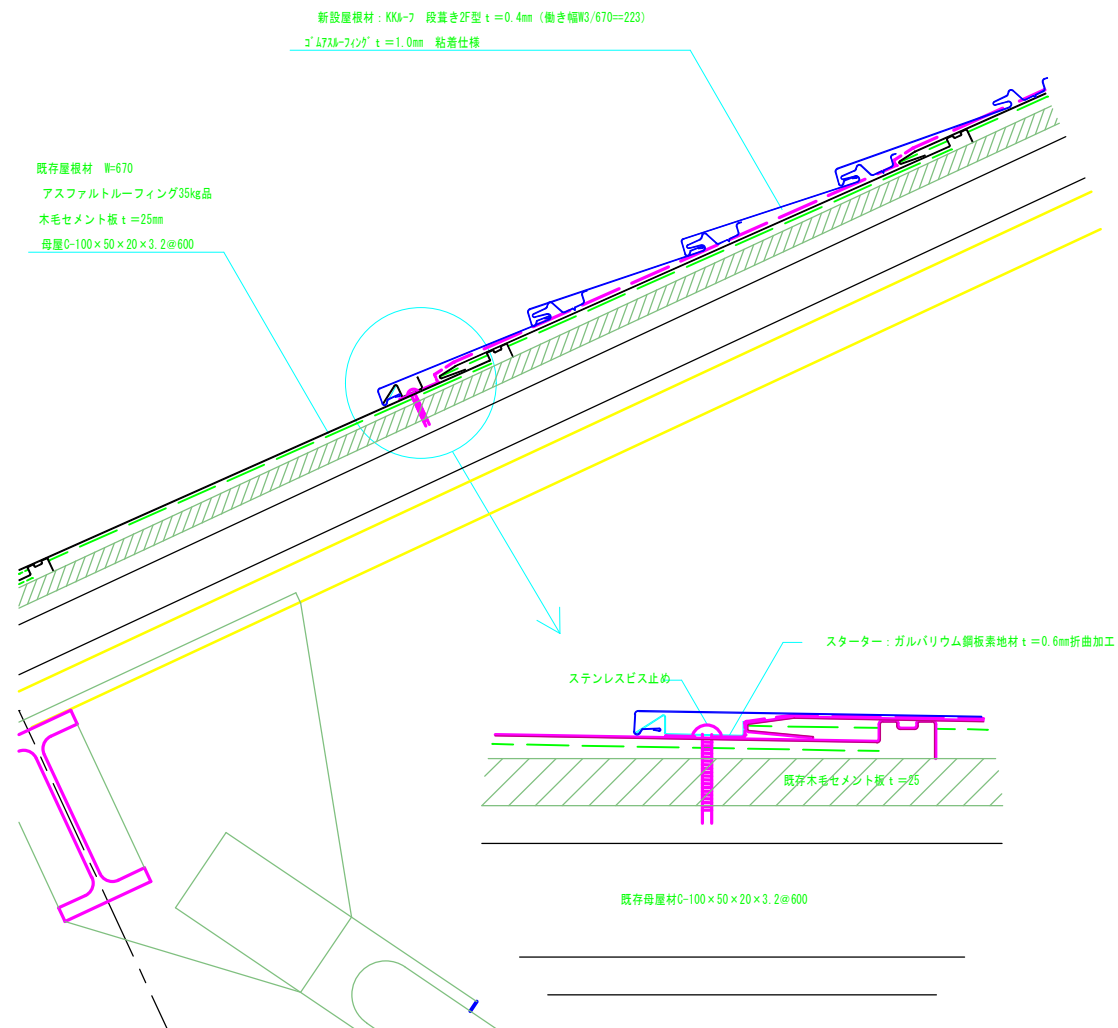 新設屋根材：KKルーフ 段葺き2F型ｔ＝0.4mm（働き幅W3/670＝223）
ｺﾞﾑｱｽﾙｰﾌｨﾝｸﾞｔ＝1.0mm 粘着仕様
既存屋根材 W=670
アスファルトルーフィング35kg品
木毛セメント板ｔ＝25mm
母屋C-100×50×20×3.2@600
スターター：ガルバリウム鋼板素地材ｔ＝0.6mm折曲加工
ステンレスビス止め
既存木毛セメント板ｔ＝25
既存母屋材C-100×50×20×3.2@600